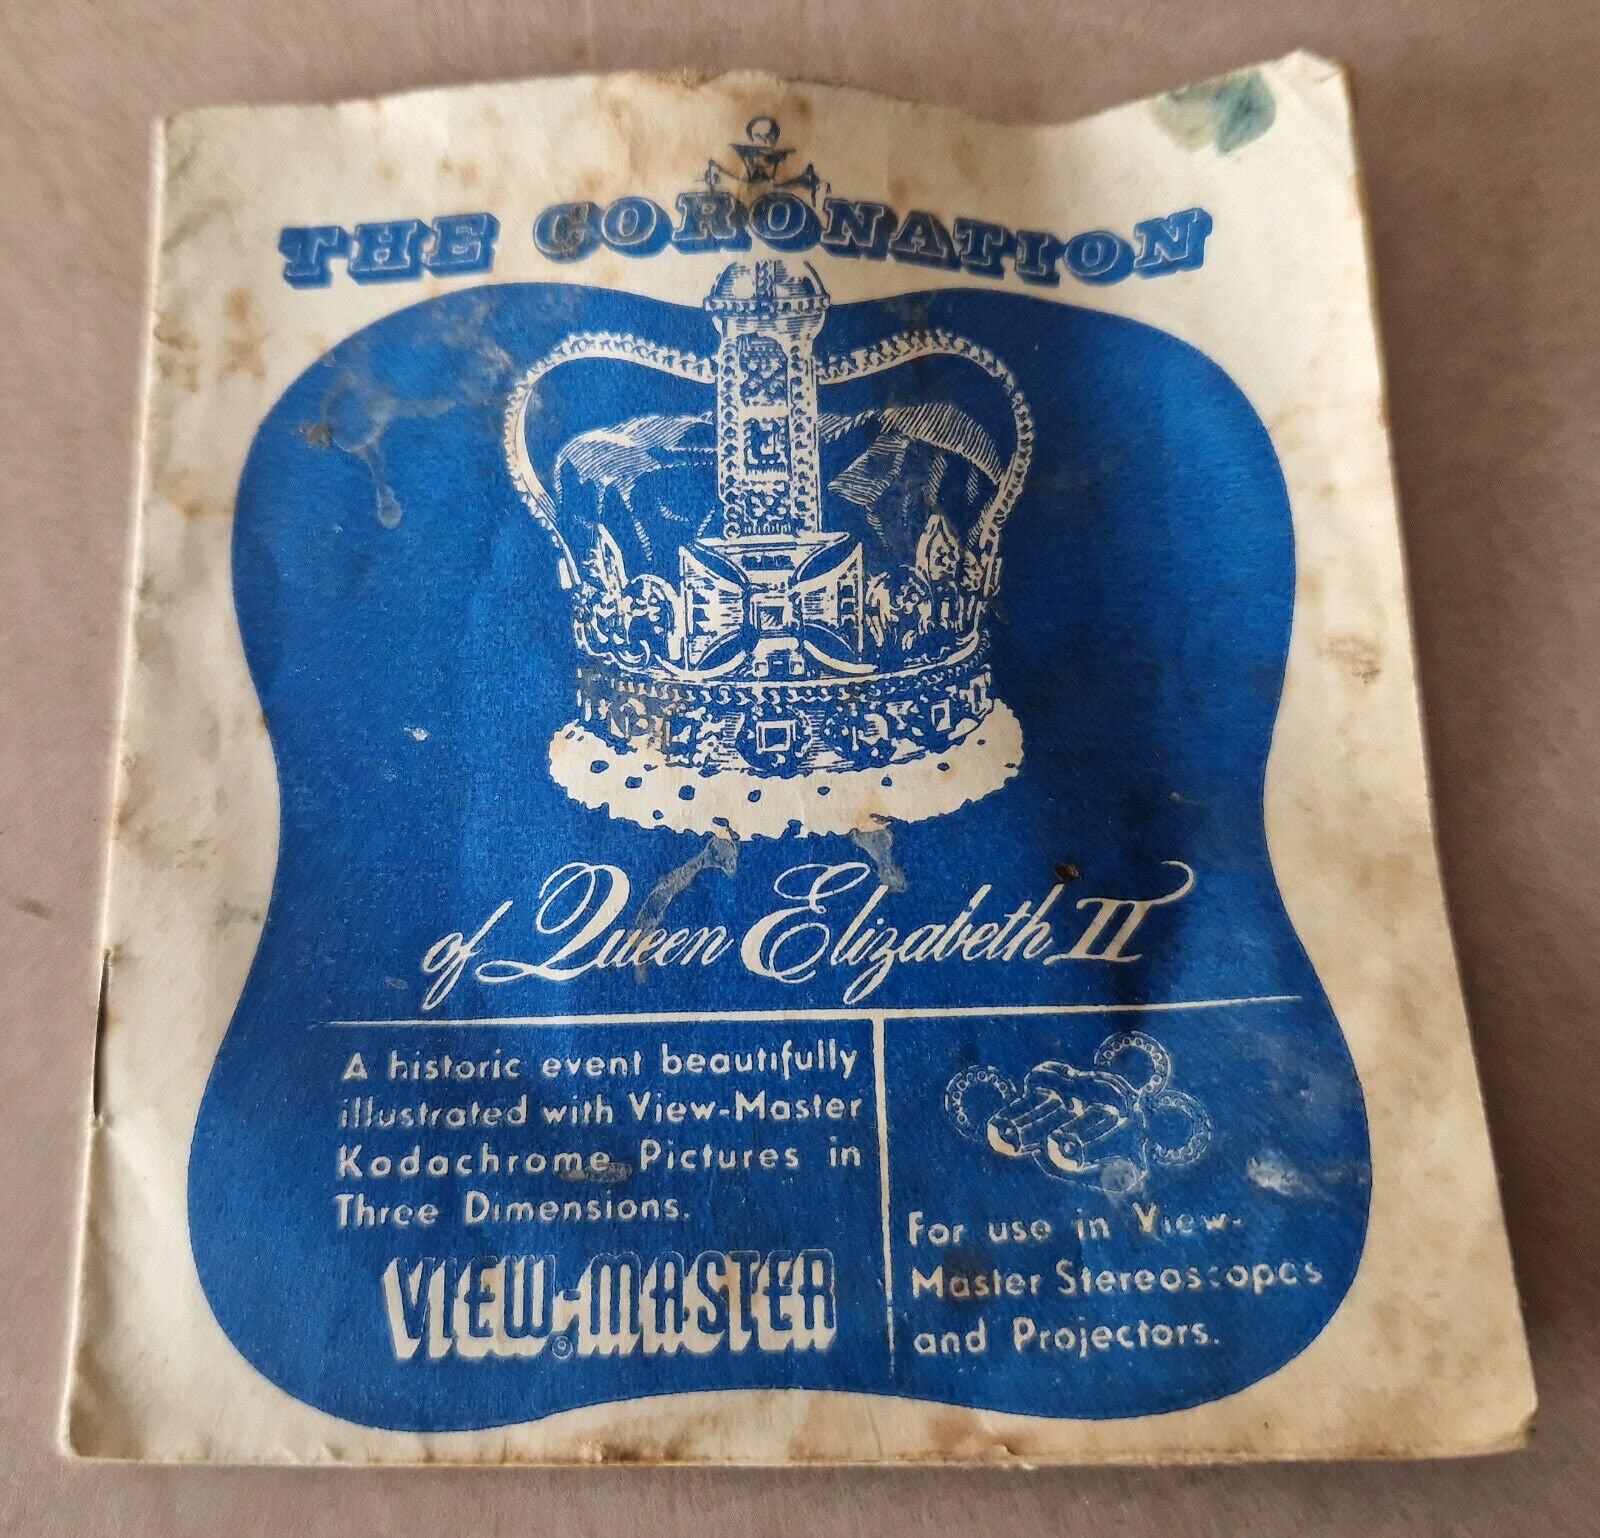 THE CORONATION
of Queen Elizabeth II
A historic event beautifully
illustrated with View-Master
Kodachrome Pictures in
Three Dimensions.
VIEW-MASTER
®
For use in View-
Master Stereoscopes
and Projectors.